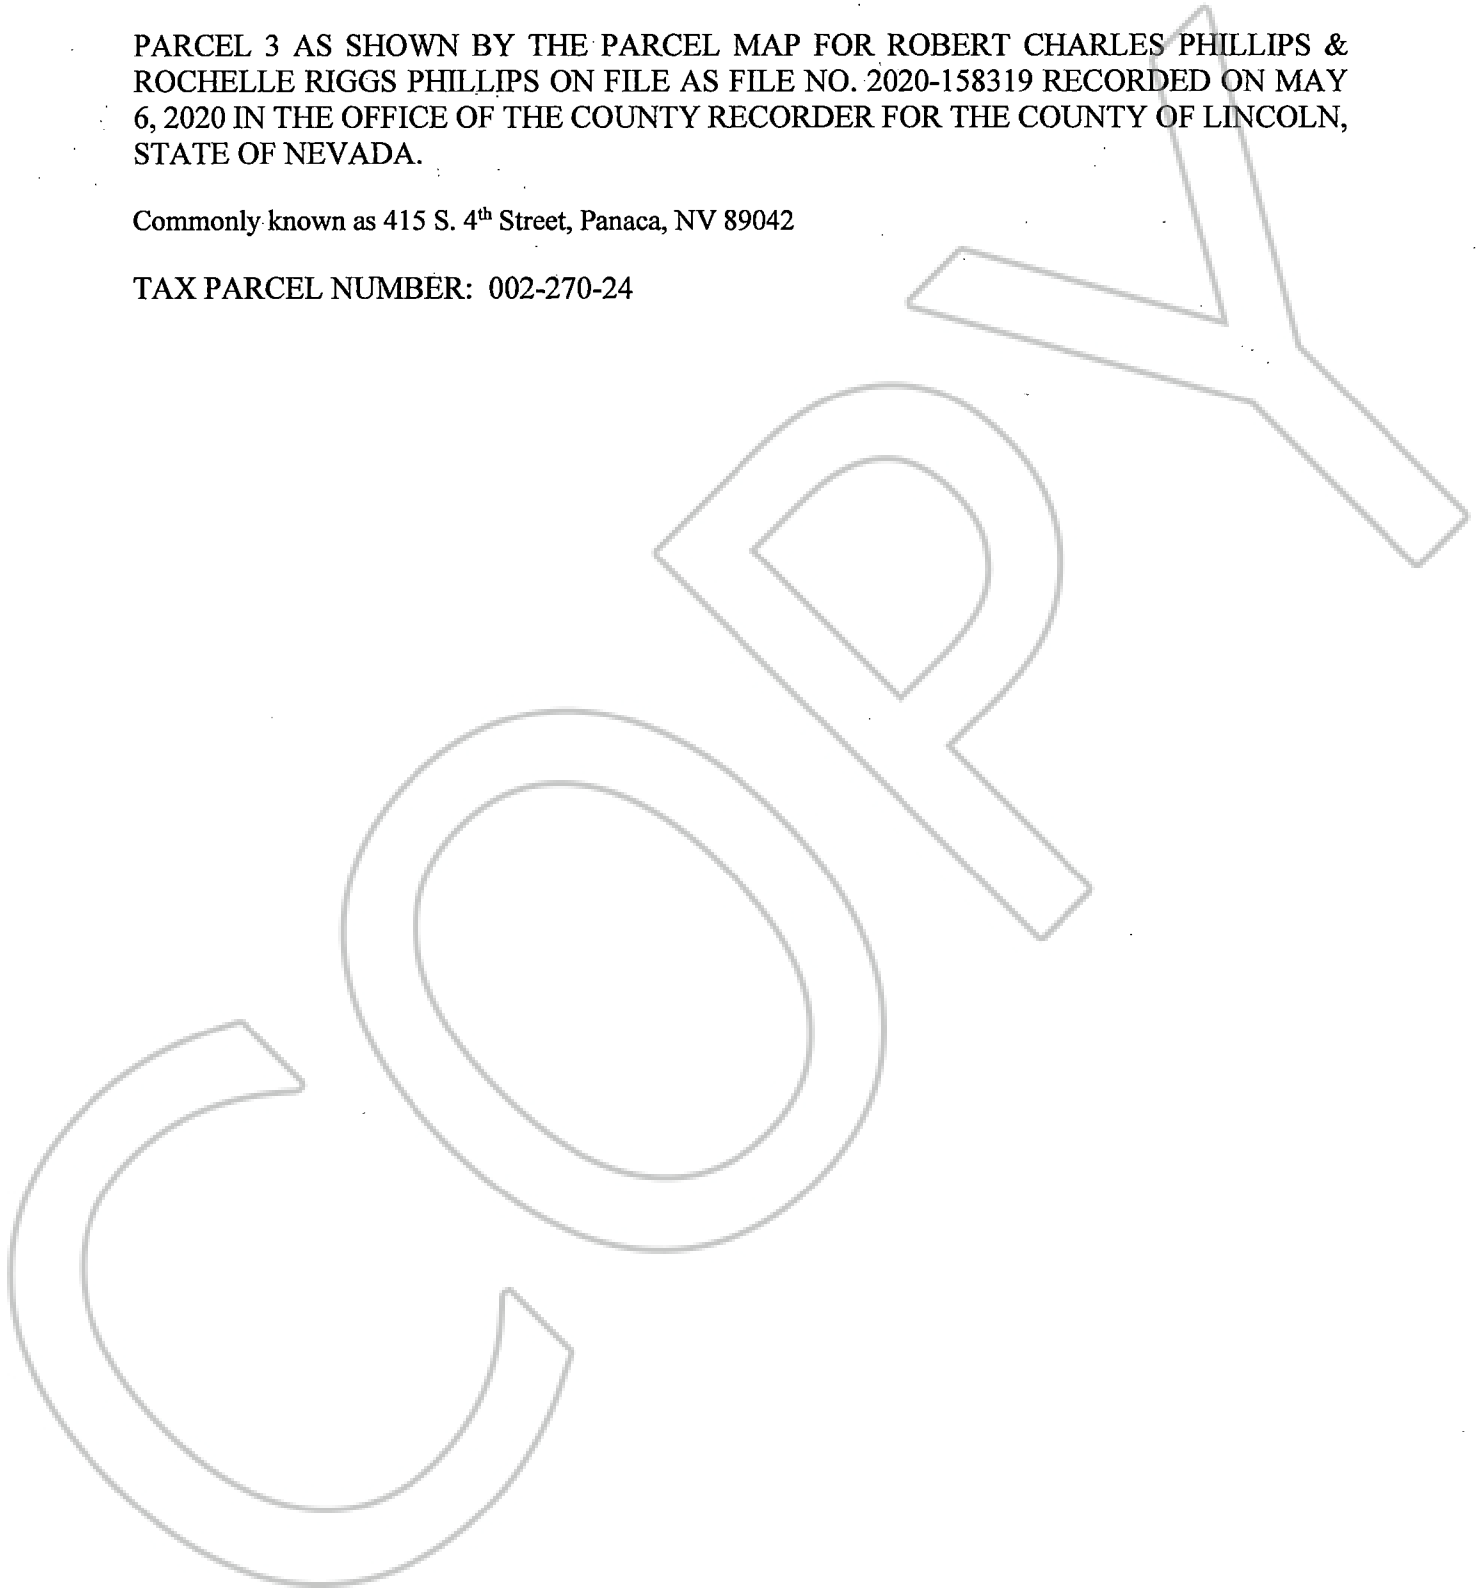 PARCEL 3 AS SHOWN BY THE PARCEL MAP FOR ROBERT CHARLES PHILLIPS &
ROCHELLE RIGGS PHILLIPS ON FILE AS FILE NO. 2020-158319 RECORDED ON MAY
6, 2020 IN THE OFFICE OF THE COUNTY RECORDER FOR THE COUNTY OF LINCOLN,
STATE OF NEVADA.
Commonly known as 415 S. 4th Street, Panaca, NV 89042
TAX PARCEL NUMBER: 002-270-24
COPY